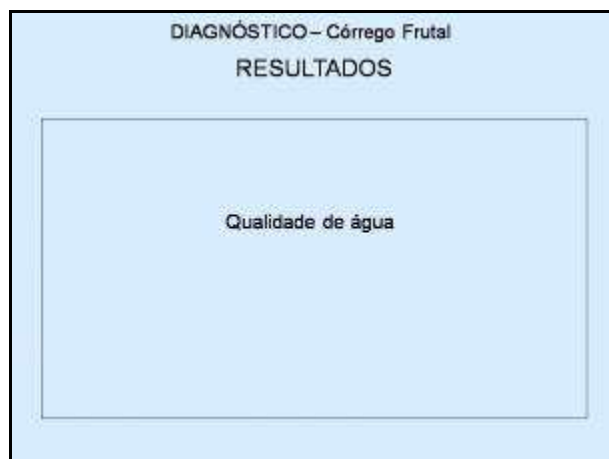 DIAGNÓSTICO – Córrego Frutal
RESULTADOS
Qualidade de água